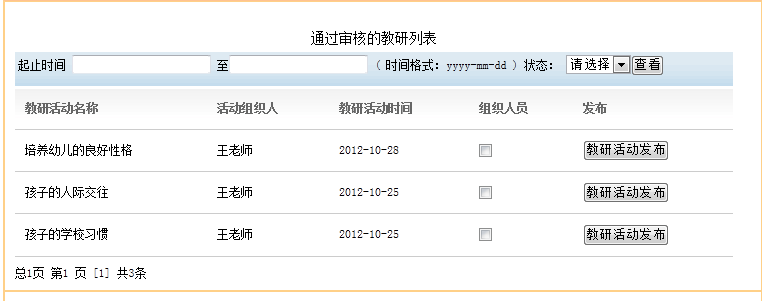 通过审核的教研列表
起止时间 至 （ 时间格式：yyyy-mm-dd ）状态： 请选择 查看
教研活动名称 活动组织人 教研活动时间 组织人员 发布
培养幼儿的良好性格 王老师 2012-10-28 教研活动发布
孩子的人际交往 王老师 2012-10-25 教研活动发布
孩子的学校习惯 王老师 2012-10-25 教研活动发布
总1页 第1 页 [1] 共3条